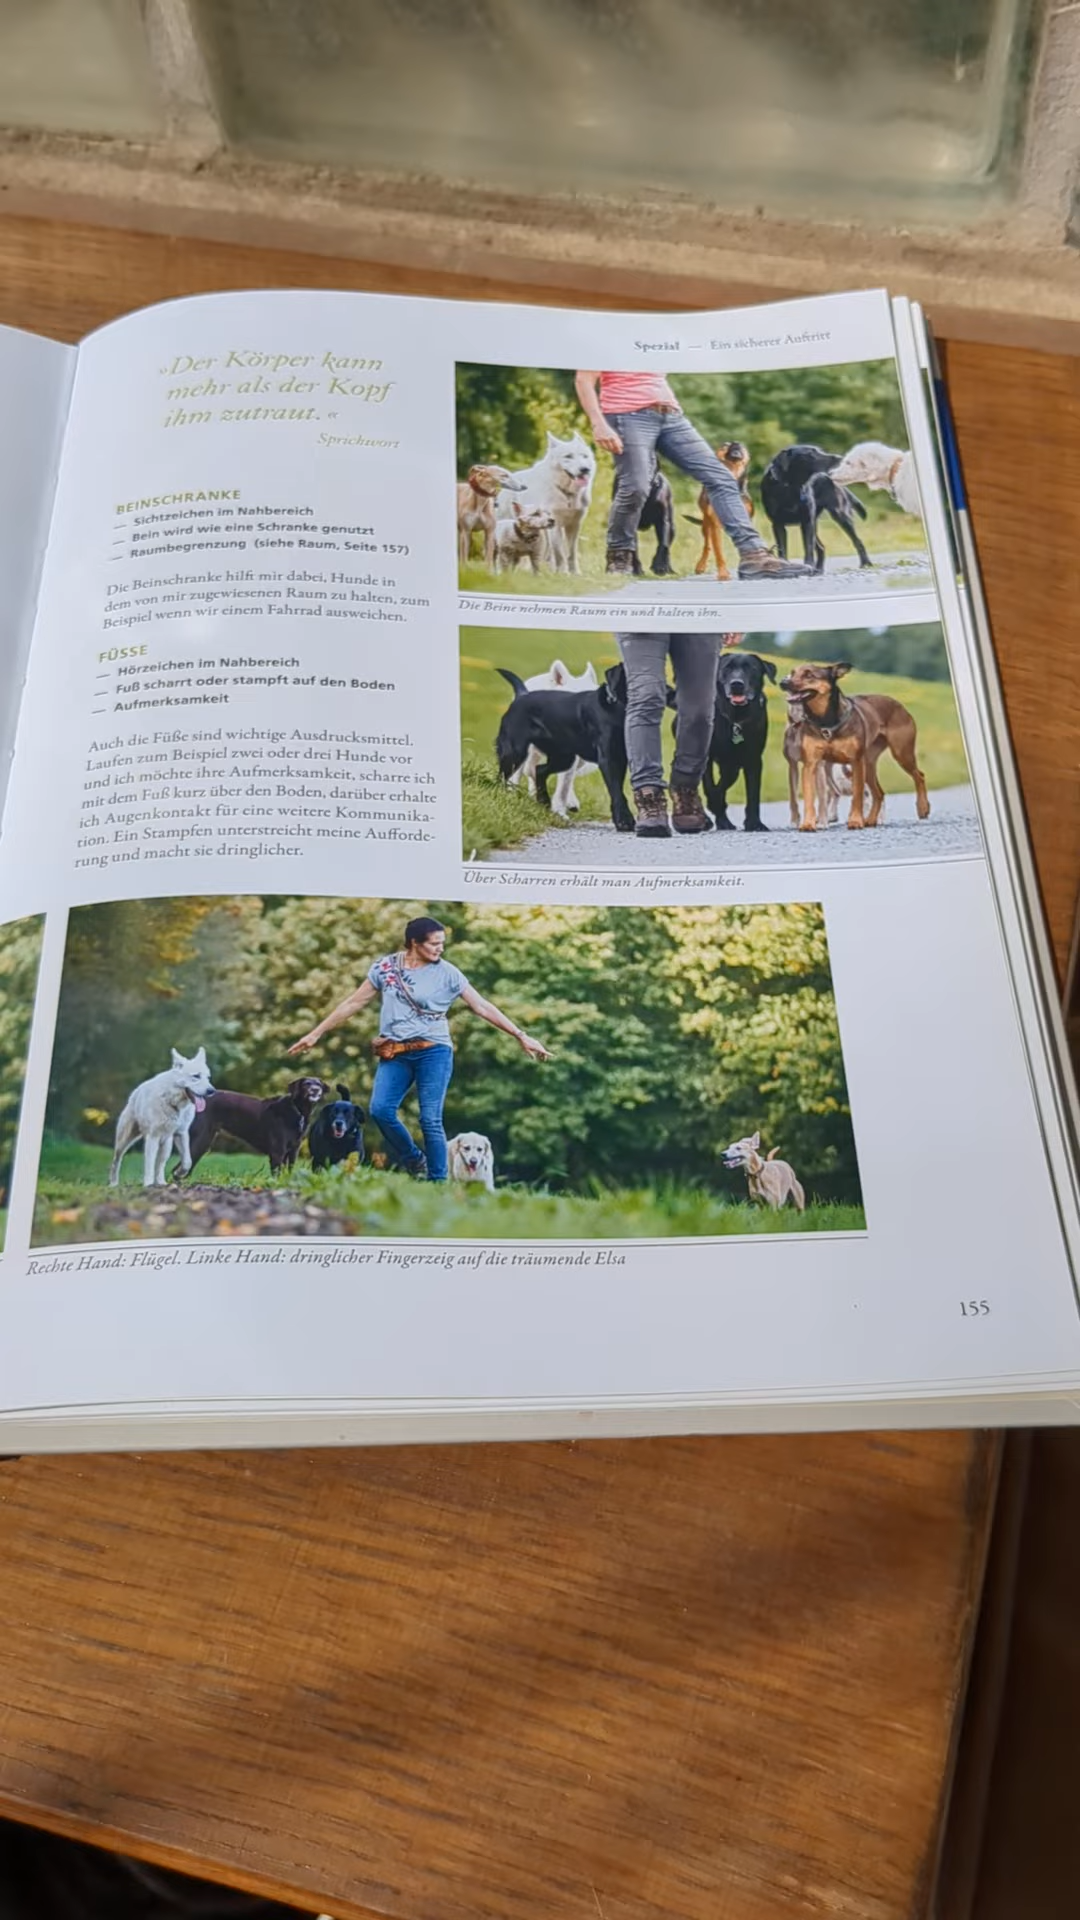 Spezial — Ein sicherer Auftritt
»Der Körper kann
mehr als der Kopf
ihm zutraut.«
Sprichwort
BEINSCHRANKE
— Sichtzeichen im Nahbereich
— Bein wird wie eine Schranke genutzt
— Raumbegrenzung (siehe Raum, Seite 157)
Die Beinschranke hilft mir dabei, Hunde in
dem von mir zugewiesenen Raum zu halten, zum
Beispiel wenn wir einem Fahrrad ausweichen.
FÜSSE
— Hörzeichen im Nahbereich
— Fuß scharrt oder stampft auf den Boden
— Aufmerksamkeit
Auch die Füße sind wichtige Ausdrucksmittel.
Laufen zum Beispiel zwei oder drei Hunde vor
und ich möchte ihre Aufmerksamkeit, scharre ich
mit dem Fuß kurz über den Boden, darüber erhalte
ich Augenkontakt für eine weitere Kommunika-
tion. Ein Stampfen unterstreicht meine Aufforde-
rung und macht sie dringlicher.
Die Beine nehmen Raum ein und halten ihn.
Über Scharren erhält man Aufmerksamkeit.
Rechte Hand: Flügel. Linke Hand: dringlicher Fingerzeig auf die träumende Elsa
155